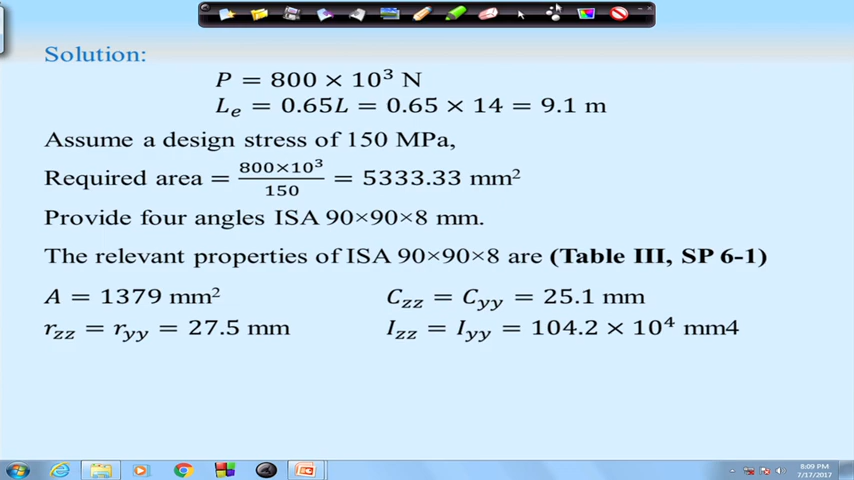 Solution:
P = 800 × 10³ N
Lₑ = 0.65L = 0.65 × 14 = 9.1 m
Assume a design stress of 150 MPa,
Required area = 800×10³/150 = 5333.33 mm²
Provide four angles ISA 90×90×8 mm.
The relevant properties of ISA 90×90×8 are (Table III, SP 6-1)
A = 1379 mm² C_zz = C_yy = 25.1 mm
r_zz = r_yy = 27.5 mm I_zz = I_yy = 104.2 × 10⁴ mm4
8:09 PM
7/17/2017